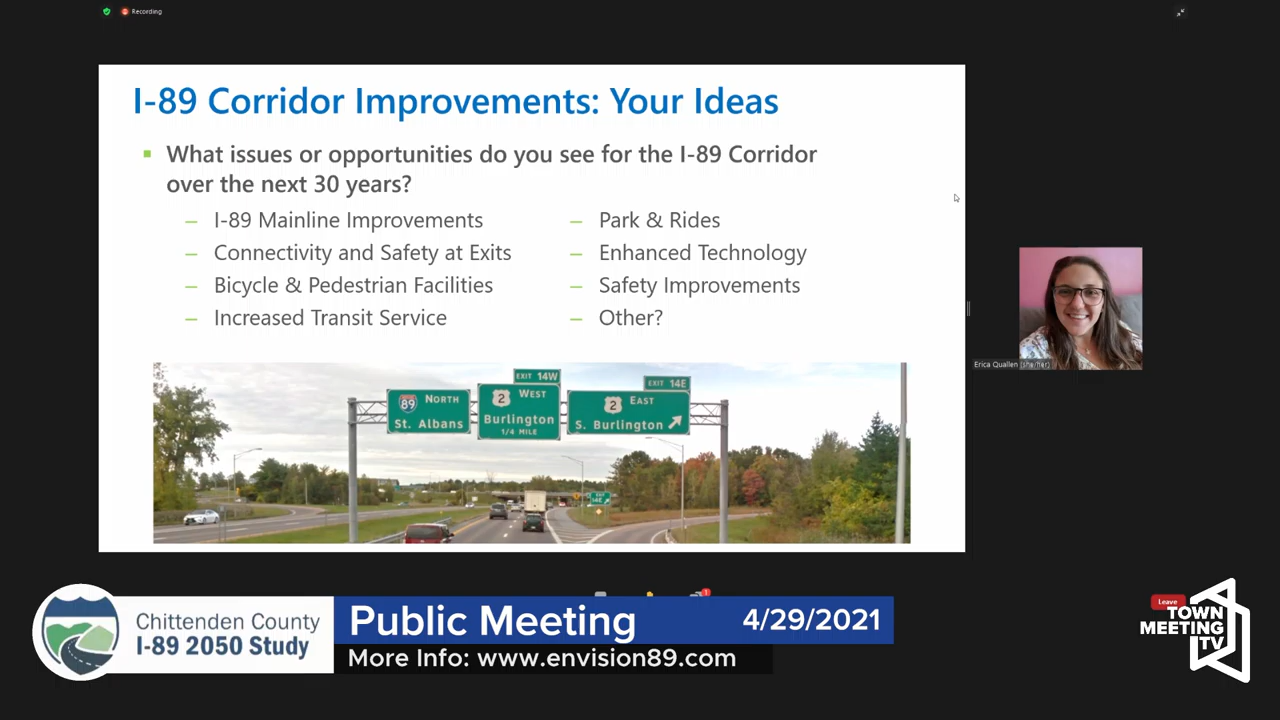 Recording
I-89 Corridor Improvements: Your Ideas
What issues or opportunities do you see for the I-89 Corridor
over the next 30 years?
– I-89 Mainline Improvements
– Connectivity and Safety at Exits
– Bicycle & Pedestrian Facilities
– Increased Transit Service
– Park & Rides
– Enhanced Technology
– Safety Improvements
– Other?
89 NORTH
St. Albans
EXIT 14W
2 WEST
Burlington
1/4 MILE
EXIT 14E
2 EAST
S. Burlington
EXIT
14E
Erica Quallen (she/her)
Chittenden County
I-89 2050 Study
Public Meeting
4/29/2021
More Info: www.envision89.com
1
Leave
TOWN
MEETING
TV